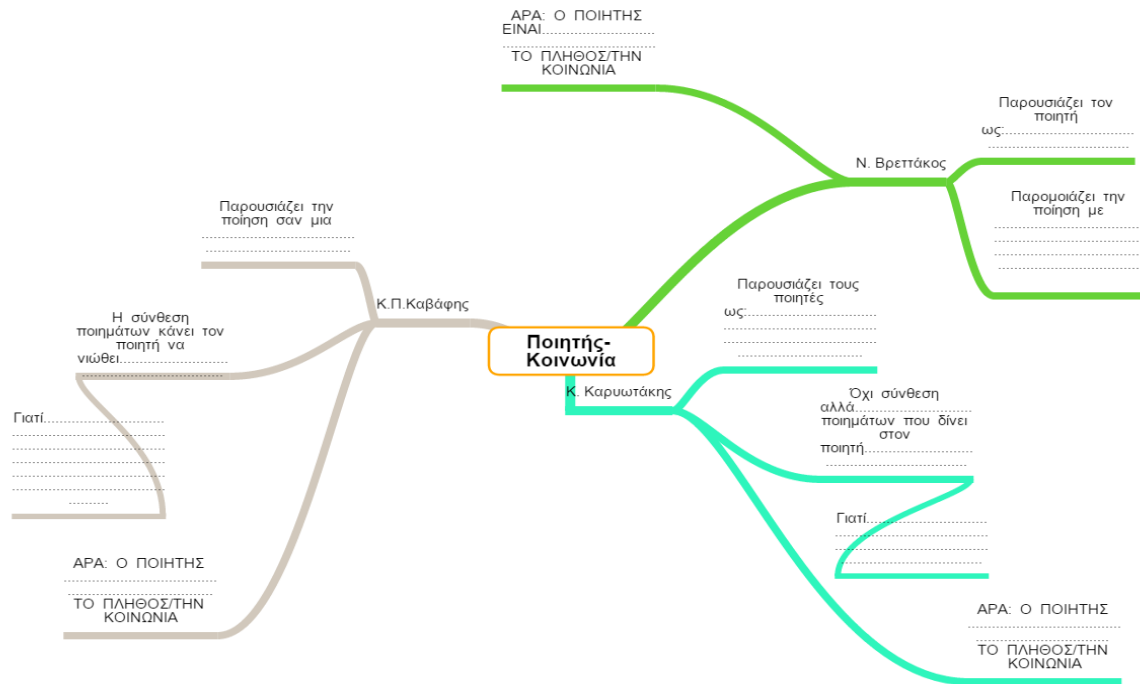 ΑΡΑ: Ο ΠΟΙΗΤΗΣ
ΕΙΝΑΙ.............................
.......................................
ΤΟ ΠΛΗΘΟΣ/ΤΗΝ
ΚΟΙΝΩΝΙΑ
Παρουσιάζει τον
ποιητή
ως:.................................
....................................
Ν. Βρεττάκος
Παρομοιάζει την
ποίηση με
.....................................
.....................................
.....................................
...................................
Παρουσιάζει την
ποίηση σαν μια
.......................................
.....................................
Κ.Π.Καβάφης
Η σύνθεση
ποιημάτων κάνει τον
ποιητή να
νιώθει............................
....................................
Γιατί...............................
.......................................
.......................................
.......................................
.......................................
.......................................
..........
ΑΡΑ: Ο ΠΟΙΗΤΗΣ
.......................................
.....................................
ΤΟ ΠΛΗΘΟΣ/ΤΗΝ
ΚΟΙΝΩΝΙΑ
Ποιητής-
Κοινωνία
Παρουσιάζει τους
ποιητές
ως:.................................
.......................................
.......................................
...................................
Κ. Καρυωτάκης
Όχι σύνθεση
αλλά..............................
ποιημάτων που δίνει
στον
ποιητή...........................
....................................
Γιατί...............................
.......................................
.......................................
....................................
ΑΡΑ: Ο ΠΟΙΗΤΗΣ
.......................................
..................................
ΤΟ ΠΛΗΘΟΣ/ΤΗΝ
ΚΟΙΝΩΝΙΑ